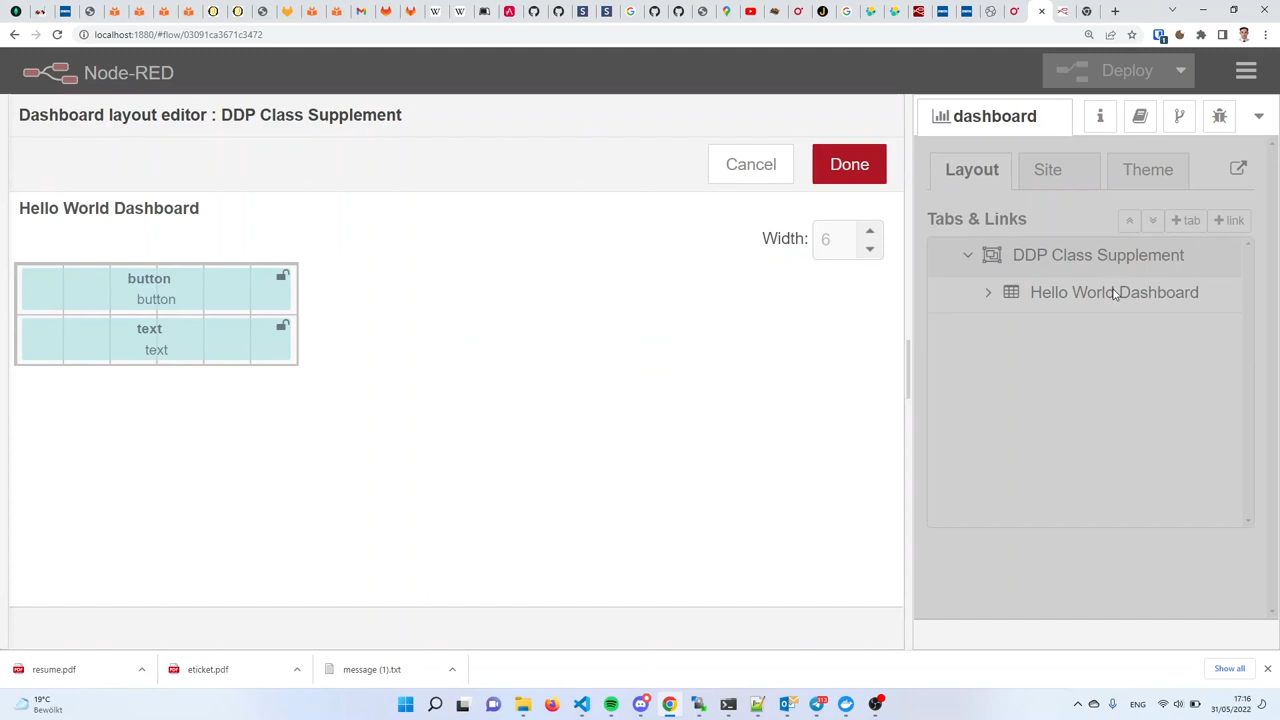 localhost:1880/#flow/03091ca3671c3472
1
Node-RED
Deploy
Dashboard layout editor : DDP Class Supplement
dashboard
Cancel
Done
Layout
Site
Theme
Hello World Dashboard
Width:
6
Tabs & Links
tab
link
DDP Class Supplement
Hello World Dashboard
button
button
text
text
resume.pdf
eticket.pdf
message (1).txt
Show all
19°C
Bewölkt
ENG
17:16
31/05/2022